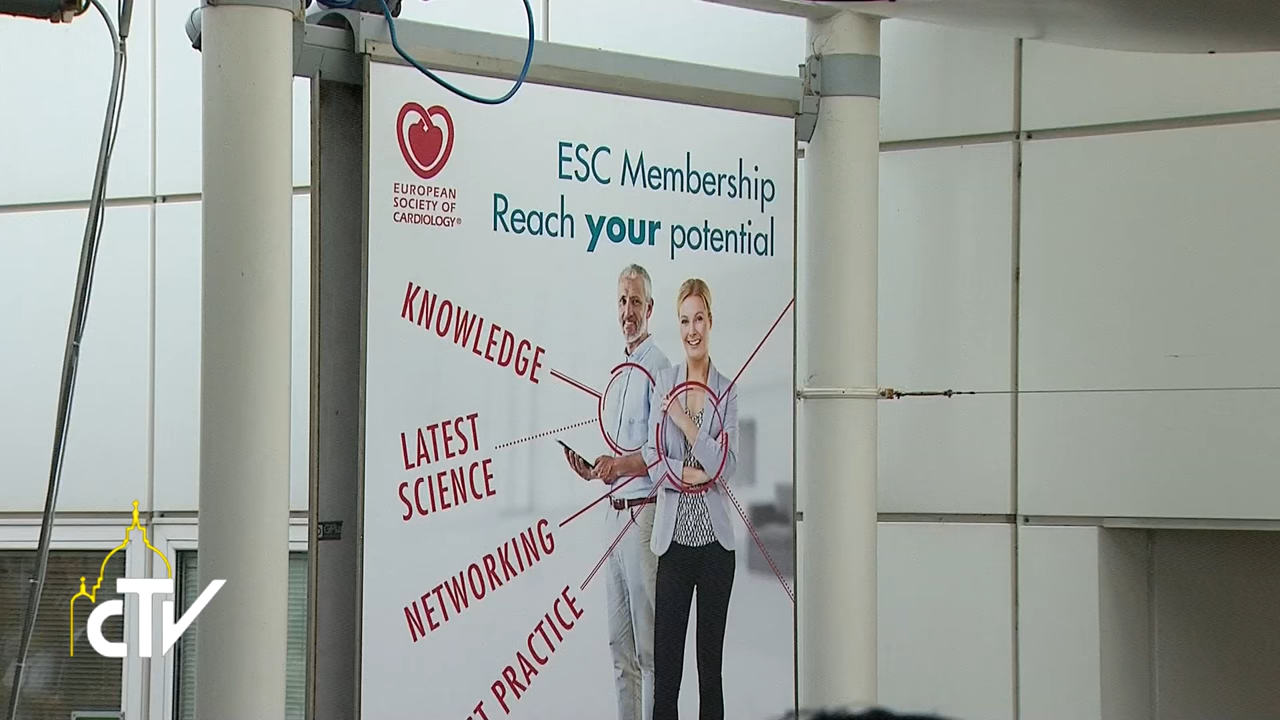 EUROPEAN
SOCIETY OF
CARDIOLOGY®
ESC Membership
Reach your potential
KNOWLEDGE
LATEST
SCIENCE
NETWORKING
PRACTICE
CTV